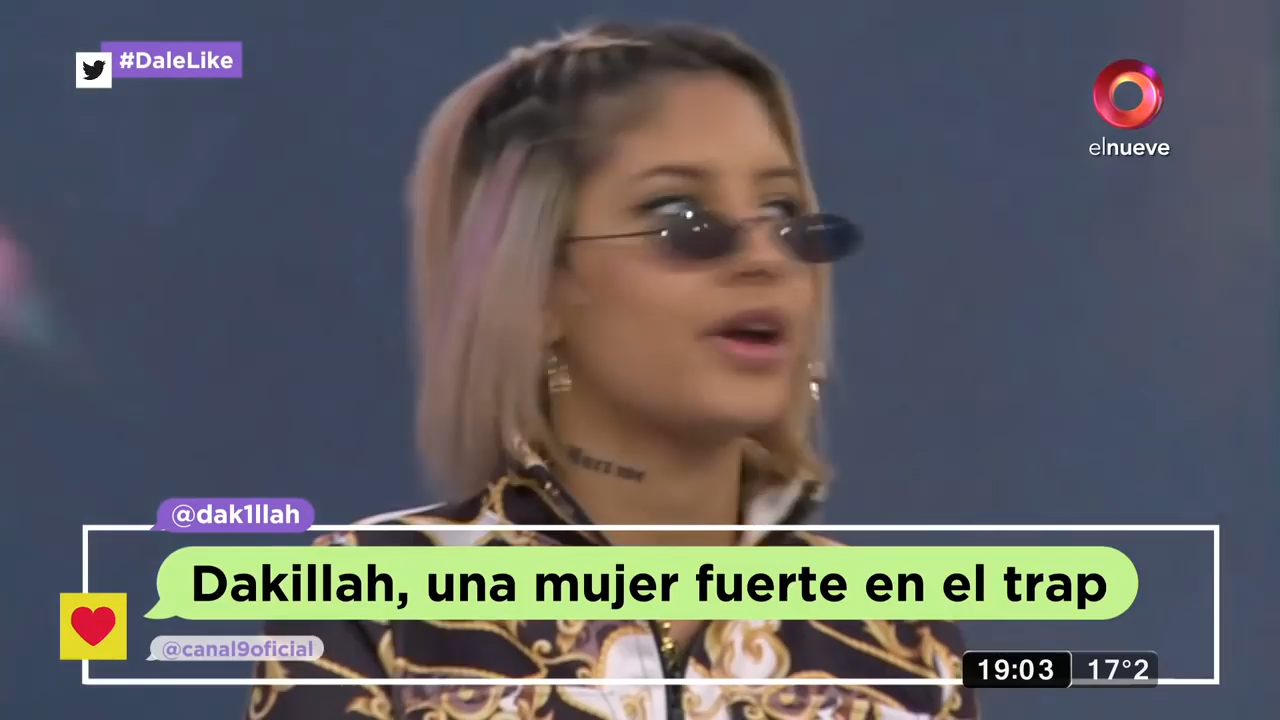 #DaleLike
elnueve
@dak1llah
Dakillah, una mujer fuerte en el trap
@canal9oficial
19:03 17°2